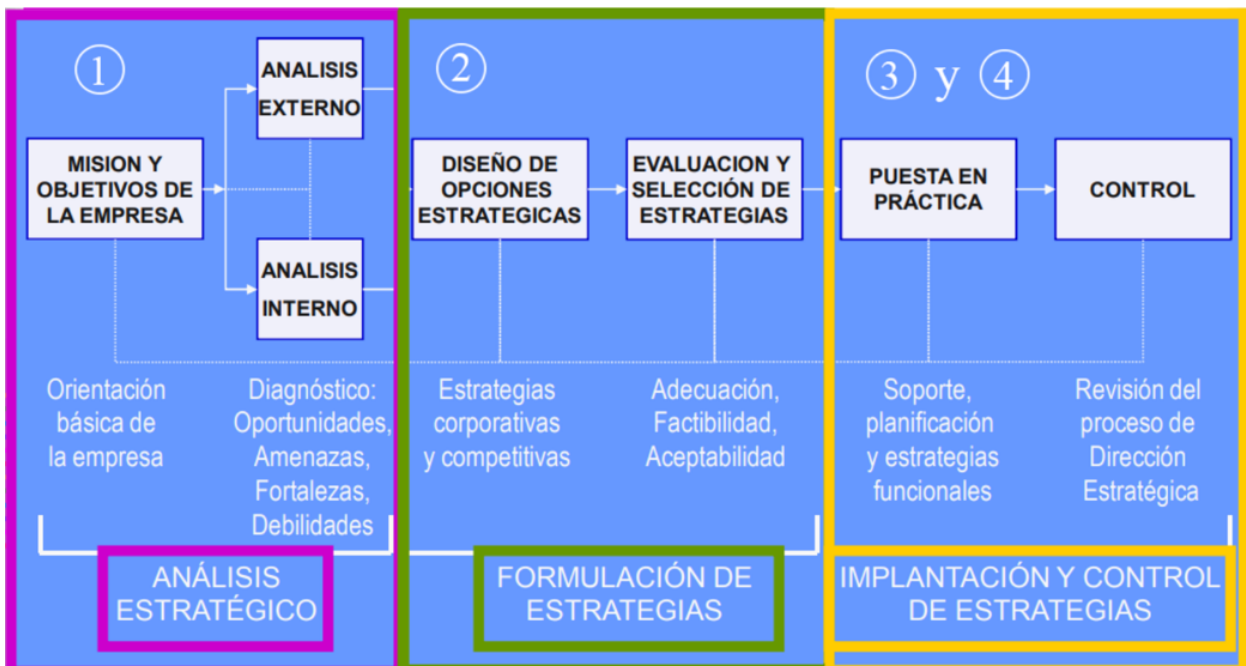 1
MISION Y
OBJETIVOS DE
LA EMPRESA
ANALISIS
EXTERNO
ANALISIS
INTERNO
2
DISEÑO DE
OPCIONES
ESTRATEGICAS
EVALUACION Y
SELECCIÓN DE
ESTRATEGIAS
3 y 4
PUESTA EN
PRÁCTICA
CONTROL
Orientación
básica de
la empresa
Diagnóstico:
Oportunidades,
Amenazas,
Fortalezas,
Debilidades
Estrategias
corporativas
y competitivas
Adecuación,
Factibilidad,
Aceptabilidad
Soporte,
planificación
y estrategias
funcionales
Revisión del
proceso de
Dirección
Estratégica
ANÁLISIS
ESTRATÉGICO
FORMULACIÓN DE
ESTRATEGIAS
IMPLANTACIÓN Y CONTROL
DE ESTRATEGIAS